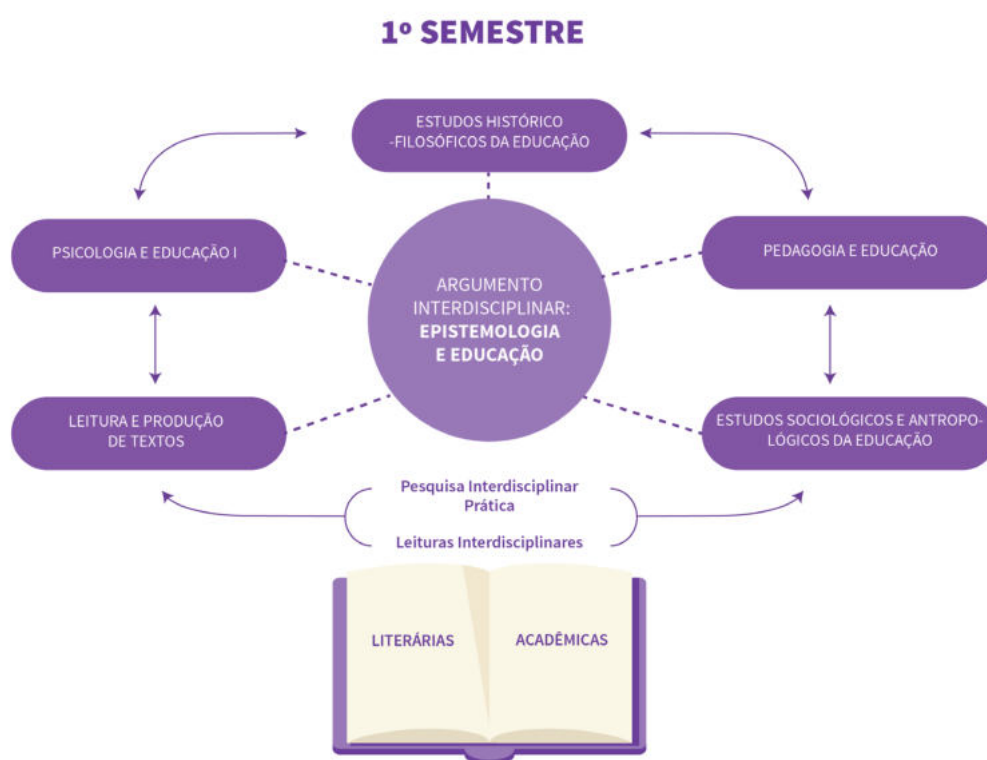 1º SEMESTRE
ESTUDOS HISTÓRICO
-FILOSÓFICOS DA EDUCAÇÃO
PSICOLOGIA E EDUCAÇÃO I
PEDAGOGIA E EDUCAÇÃO
ARGUMENTO
INTERDISCIPLINAR:
EPISTEMOLOGIA
E EDUCAÇÃO
LEITURA E PRODUÇÃO
DE TEXTOS
ESTUDOS SOCIOLÓGICOS E ANTROPO-
LÓGICOS DA EDUCAÇÃO
Pesquisa Interdisciplinar
Prática
Leituras Interdisciplinares
LITERÁRIAS
ACADÊMICAS